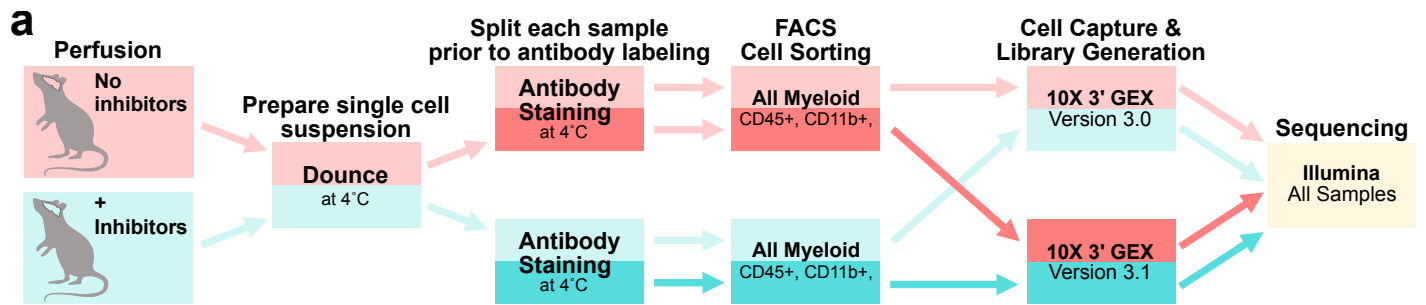 a
Perfusion
No
inhibitors
+
Inhibitors
Prepare single cell
suspension
Dounce
at 4˚C
Split each sample
prior to antibody labeling
Antibody
Staining
at 4˚C
Antibody
Staining
at 4˚C
FACS
Cell Sorting
All Myeloid
CD45+, CD11b+,
All Myeloid
CD45+, CD11b+,
Cell Capture &
Library Generation
10X 3' GEX
Version 3.0
10X 3' GEX
Version 3.1
Sequencing
Illumina
All Samples